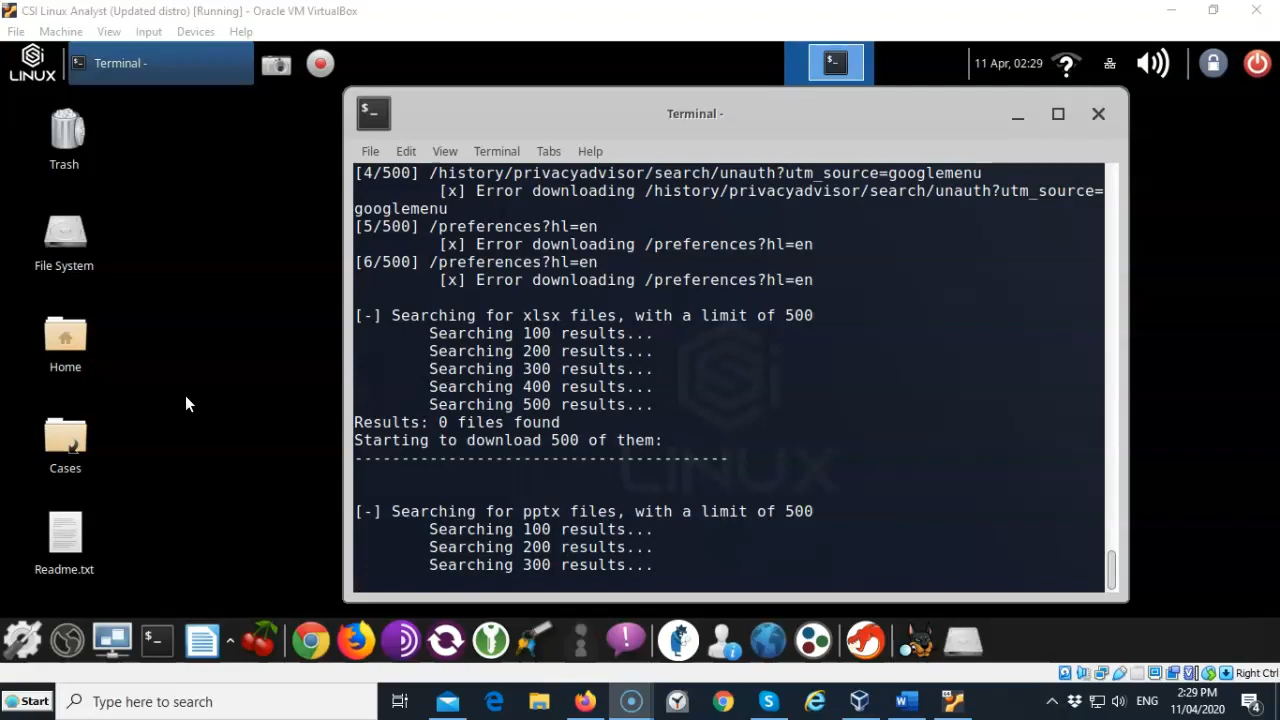 CSI Linux Analyst (Updated distro) [Running] - Oracle VM VirtualBox
File Machine View Input Devices Help
Si
LINUX
Terminal -
11 Apr, 02:29
Trash
File System
Home
Cases
Readme.txt
Terminal -
File Edit View Terminal Tabs Help
[4/500] /history/privacyadvisor/search/unauth?utm_source=googlemenu
[x] Error downloading /history/privacyadvisor/search/unauth?utm_source=
googlemenu
[5/500] /preferences?hl=en
[x] Error downloading /preferences?hl=en
[6/500] /preferences?hl=en
[x] Error downloading /preferences?hl=en
[-] Searching for xlsx files, with a limit of 500
Searching 100 results...
Searching 200 results...
Searching 300 results...
Searching 400 results...
Searching 500 results...
Results: 0 files found
Starting to download 500 of them:
----------------------------------------
[-] Searching for pptx files, with a limit of 500
Searching 100 results...
Searching 200 results...
Searching 300 results...
Si
LINUX
Right Ctrl
Start
Type here to search
ENG
2:29 PM
11/04/2020
4